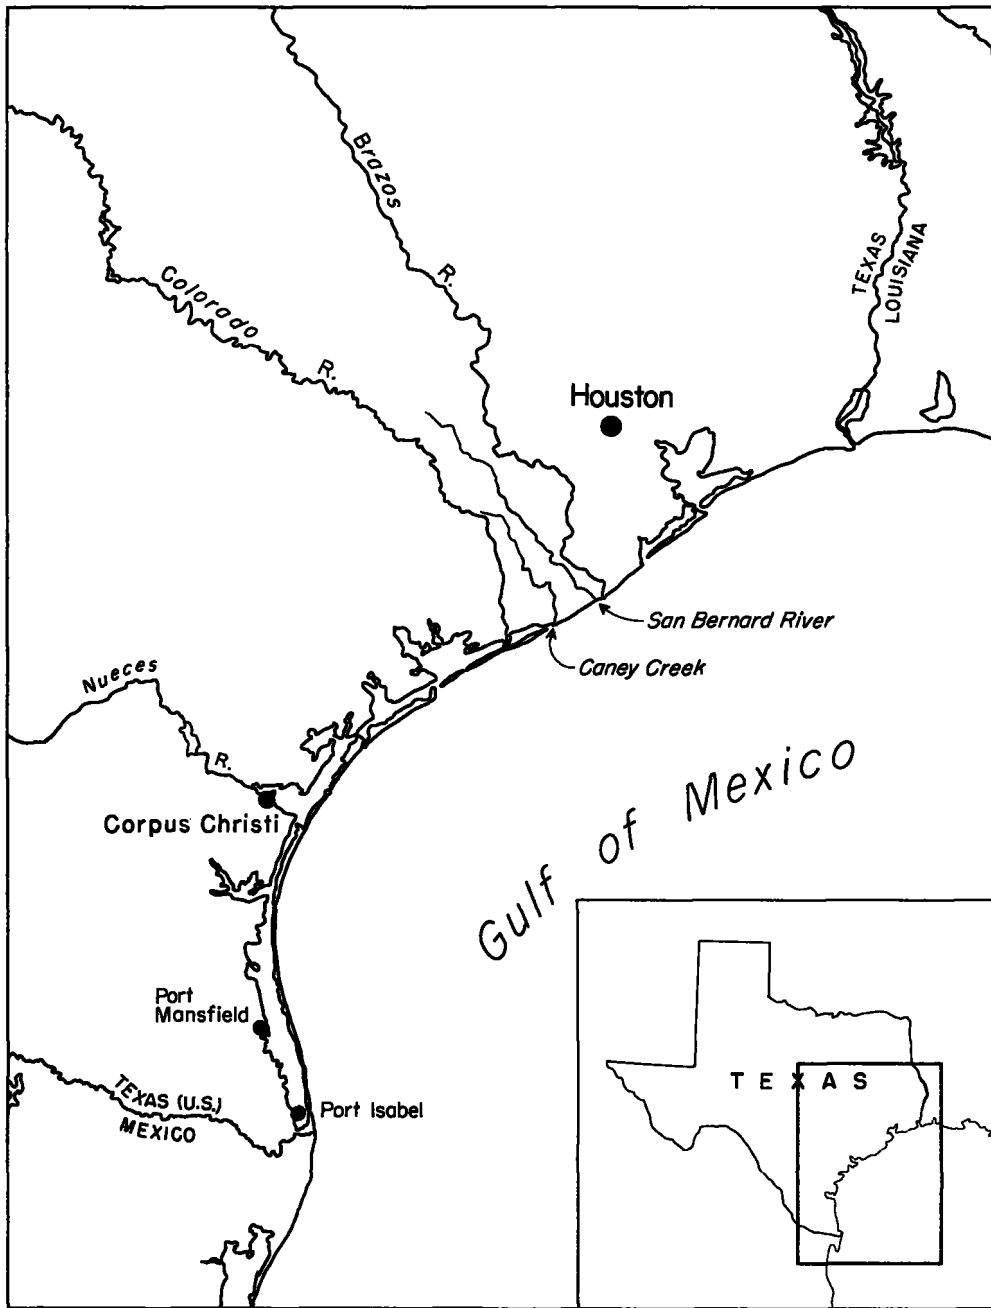 Brazos
R.
Colorado
R.
TEXAS
LOUISIANA
Houston
San Bernard River
Caney Creek
Nueces
R.
Corpus Christi
Gulf of Mexico
Port
Mansfield
TEXAS (U.S.)
MEXICO
Port Isabel
TEXAS